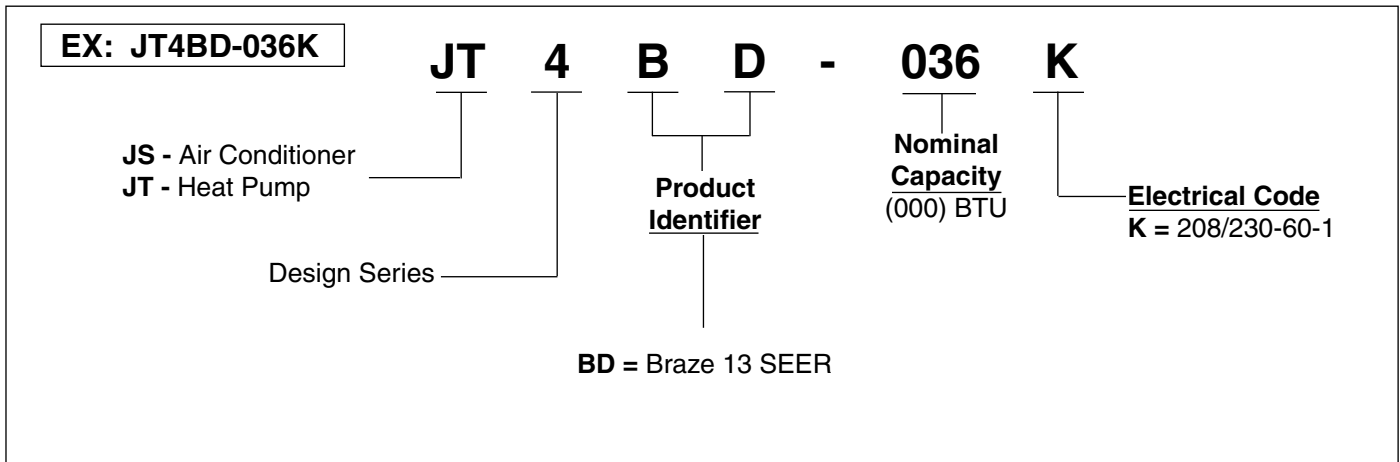 EX: JT4BD-036K
JT 4 B D - 036 K
JS - Air Conditioner
JT - Heat Pump
Design Series
Product
Identifier
BD = Braze 13 SEER
Nominal
Capacity
(000) BTU
Electrical Code
K = 208/230-60-1